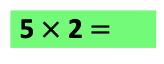 5 × 2 =